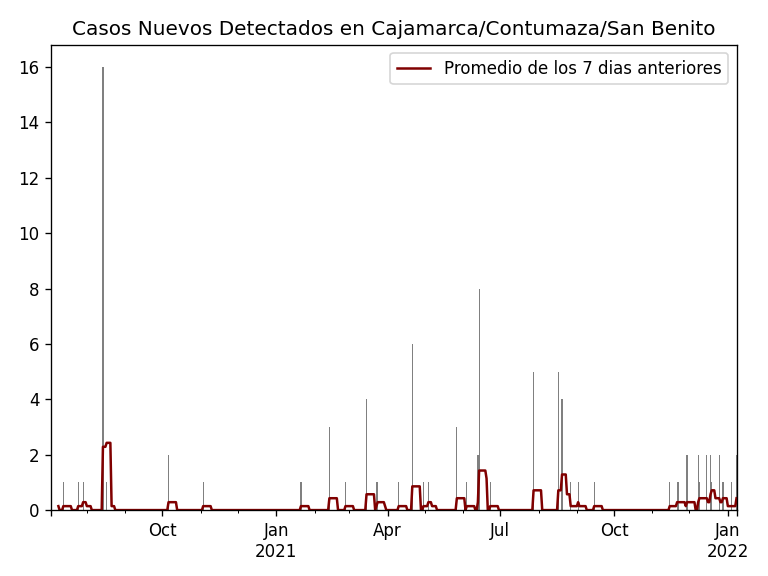 Casos Nuevos Detectados en Cajamarca/Contumaza/San Benito
Promedio de los 7 dias anteriores
16
14
12
10
8
6
4
2
0
Oct
Jan
2021
Apr
Jul
Oct
Jan
2022